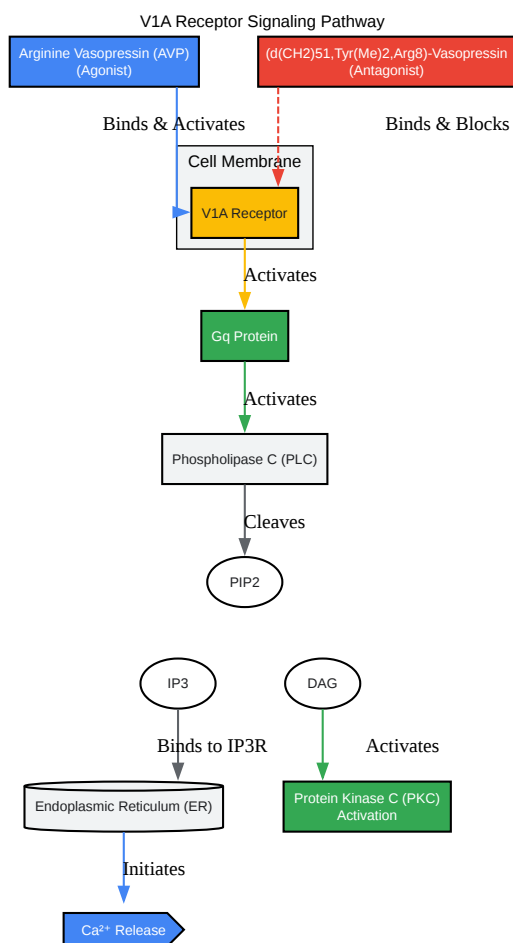 V1A Receptor Signaling Pathway
Arginine Vasopressin (AVP)
(Agonist)
(d(CH2)51,Tyr(Me)2,Arg8)-Vasopressin
(Antagonist)
Binds & Activates
Binds & Blocks
Cell Membrane
V1A Receptor
Activates
Gq Protein
Activates
Phospholipase C (PLC)
Cleaves
PIP2
IP3
DAG
Binds to IP3R
Activates
Endoplasmic Reticulum (ER)
Protein Kinase C (PKC)
Activation
Initiates
Ca²⁺ Release